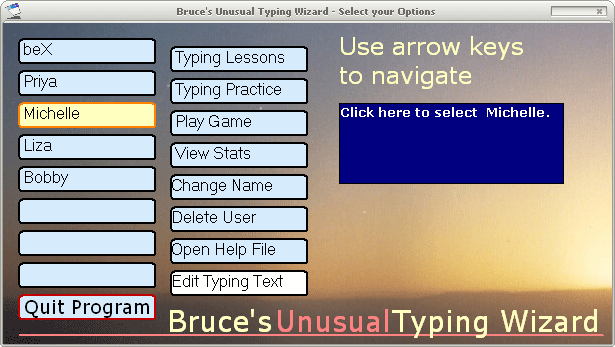 Bruce's Unusual Typing Wizard - Select your Options
beX
Priya
Michelle
Liza
Bobby
Quit Program
Typing Lessons
Typing Practice
Play Game
View Stats
Change Name
Delete User
Open Help File
Edit Typing Text
Use arrow keys
to navigate
Click here to select Michelle.
Bruce's Unusual Typing Wizard